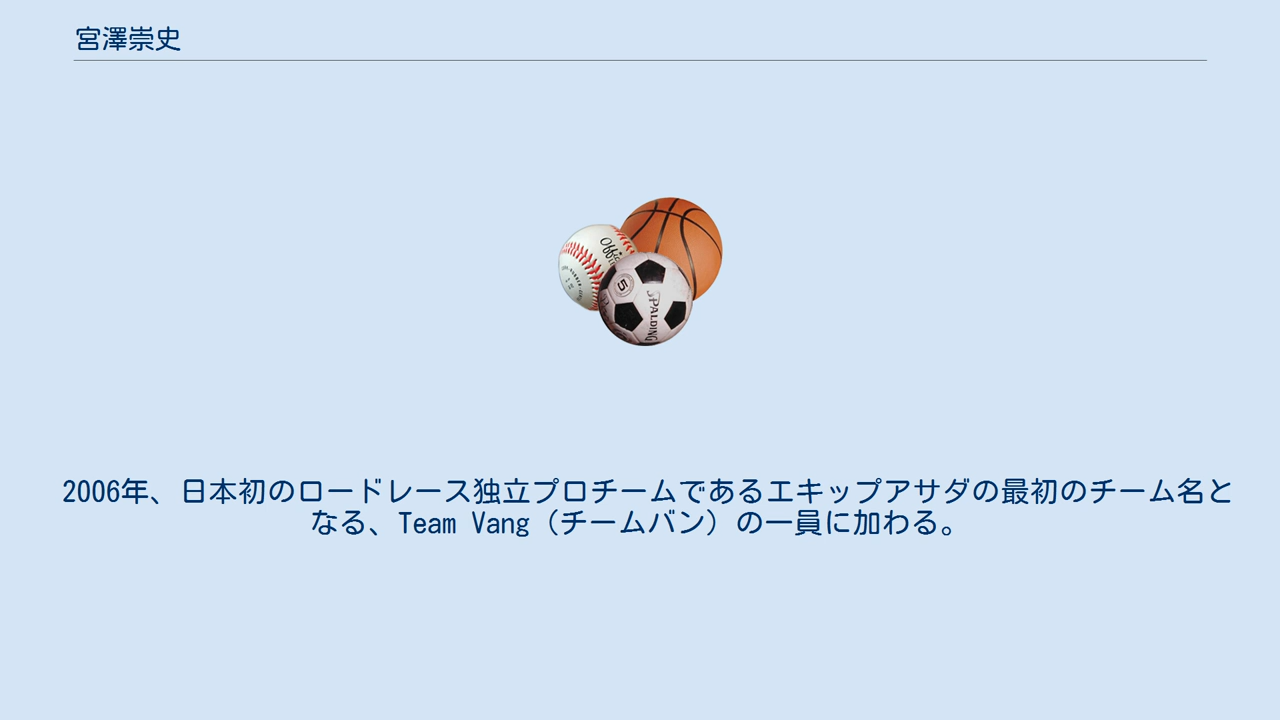 宮澤崇史
Official
5
SPALDING
2006年、日本初のロードレース独立プロチームであるエキップアサダの最初のチーム名と
なる、Team Vang（チームバン）の一員に加わる。